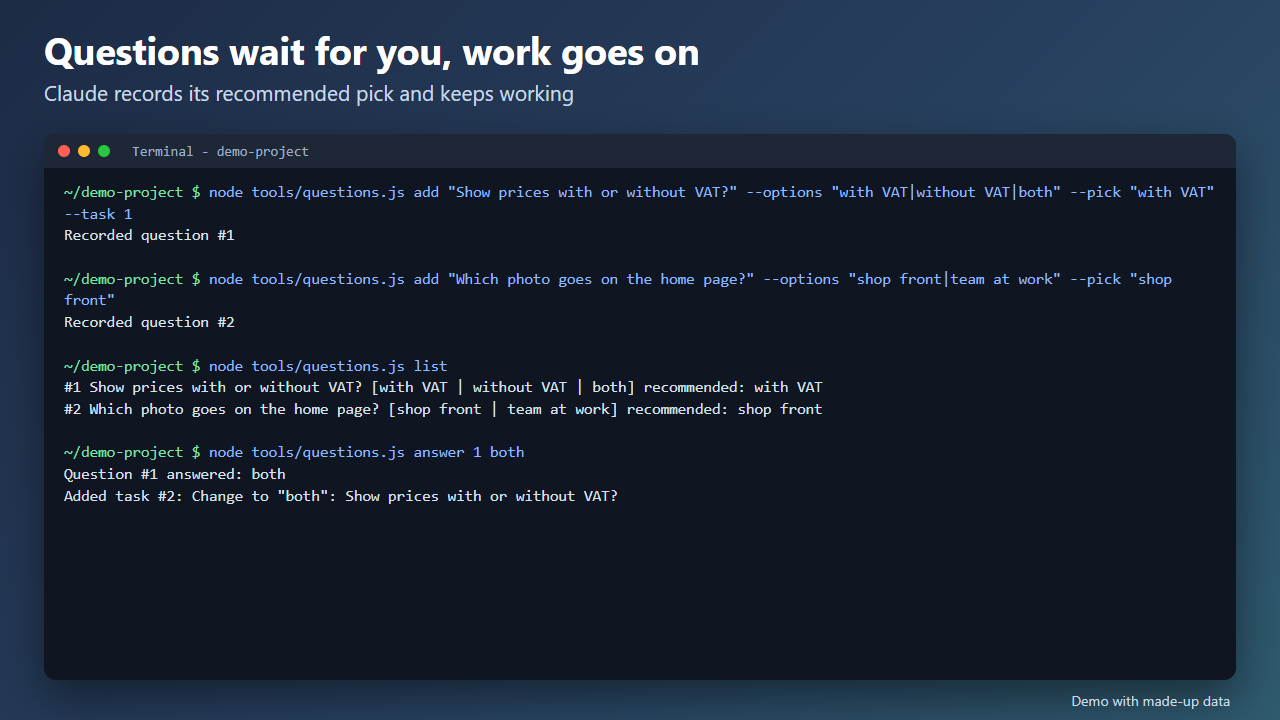 Questions wait for you, work goes on
Claude records its recommended pick and keeps working
Terminal - demo-project
~/demo-project $ node tools/questions.js add "Show prices with or without VAT?" --options "with VAT|without VAT|both" --pick "with VAT"
--task 1
Recorded question #1
~/demo-project $ node tools/questions.js add "Which photo goes on the home page?" --options "shop front|team at work" --pick "shop
front"
Recorded question #2
~/demo-project $ node tools/questions.js list
#1 Show prices with or without VAT? [with VAT | without VAT | both] recommended: with VAT
#2 Which photo goes on the home page? [shop front | team at work] recommended: shop front
~/demo-project $ node tools/questions.js answer 1 both
Question #1 answered: both
Added task #2: Change to "both": Show prices with or without VAT?
Demo with made-up data